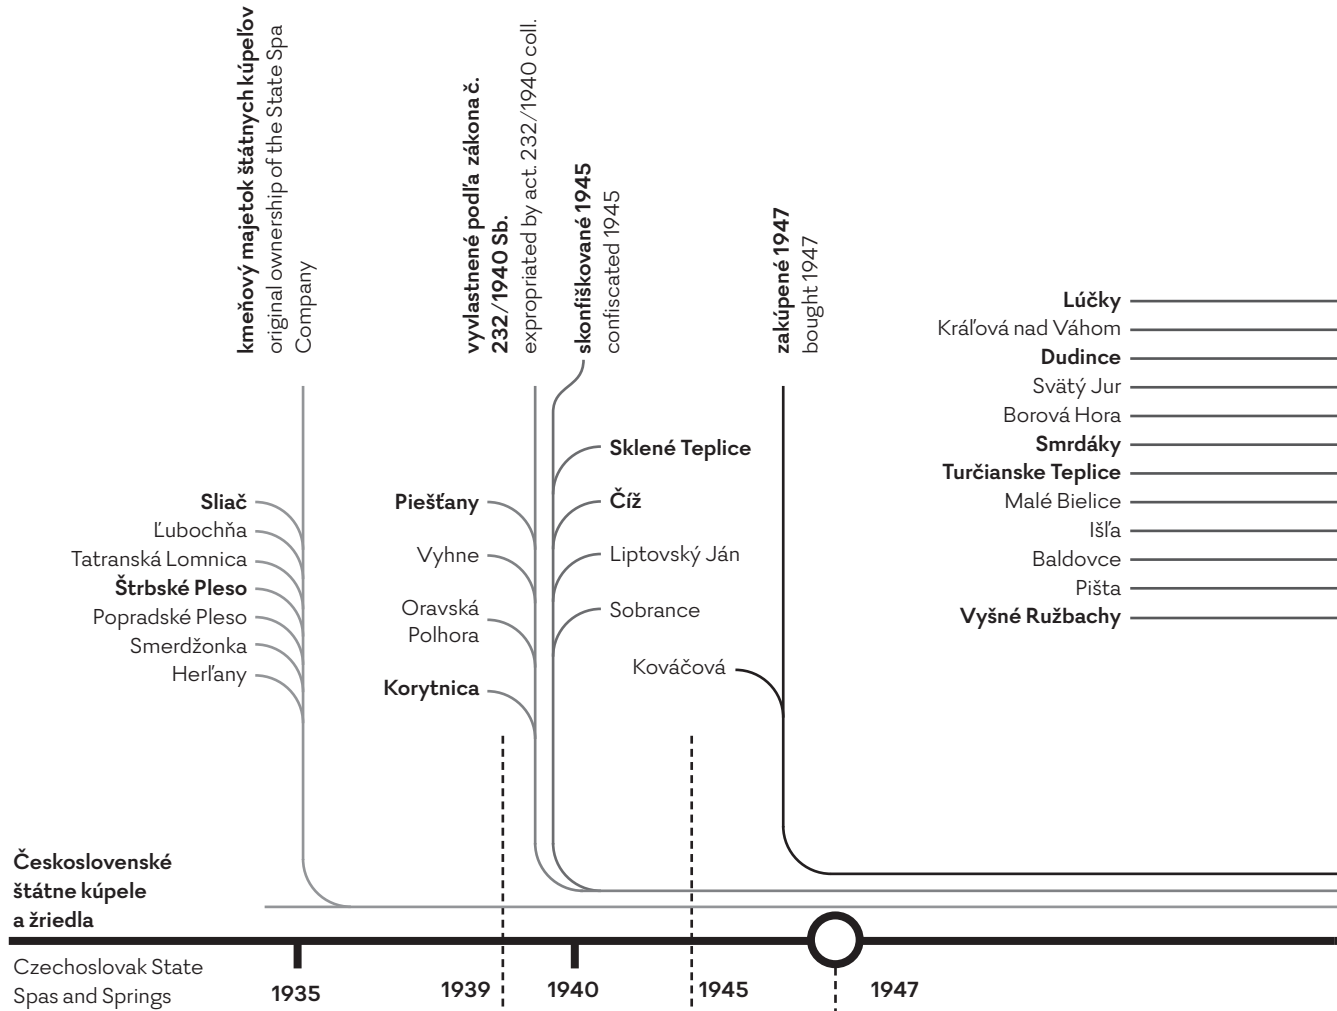 kmeňový majetok štátnych kúpeľov
original ownership of the State Spa
Company
vyvlastnené podľa zákona č.
232/1940 Sb.
expropriated by act. 232/1940 coll.
skonfiškované 1945
confiscated 1945
zakúpené 1947
bought 1947
Sliač
Ľubochňa
Tatranská Lomnica
Štrbské Pleso
Popradské Pleso
Smerdžonka
Herľany
Piešťany
Vyhne
Oravská
Polhora
Korytnica
Sklené Teplice
Číž
Liptovský Ján
Sobrance
Kováčová
Lúčky
Kráľová nad Váhom
Dudince
Svätý Jur
Borová Hora
Smrdáky
Turčianske Teplice
Malé Bielice
Išľa
Baldovce
Pišta
Vyšné Ružbachy
Československé
štátne kúpele
a žriedla
Czechoslovak State
Spas and Springs
1935
1939
1940
1945
1947